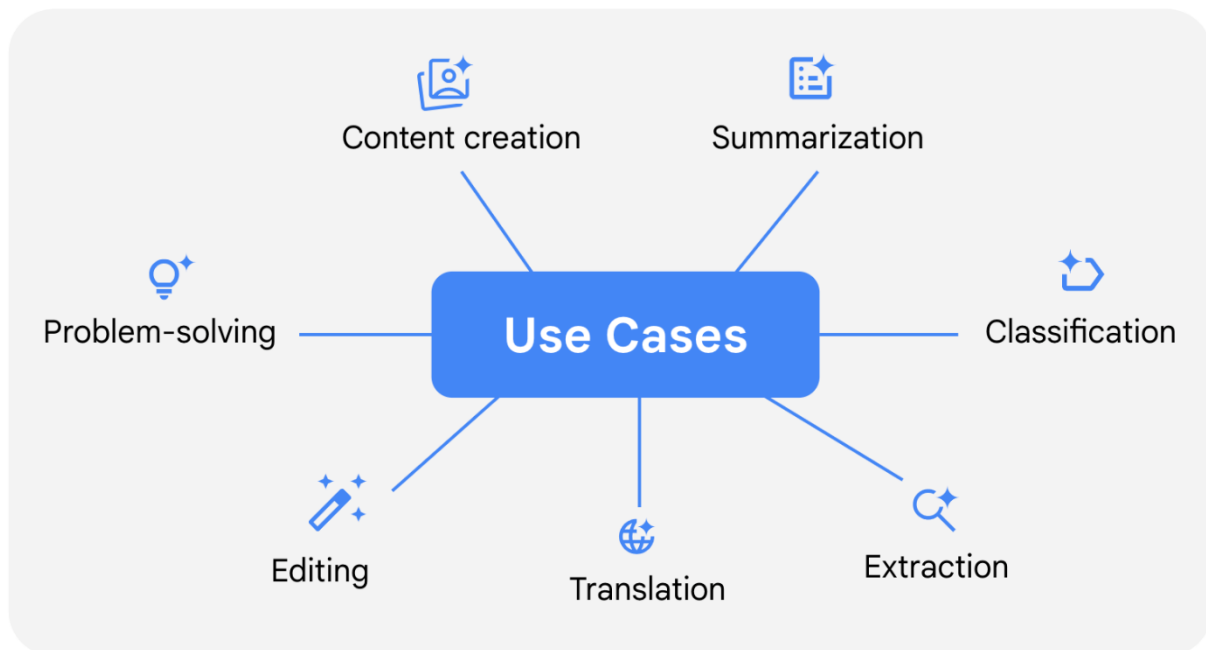 Content creation
Summarization
Problem-solving
Use Cases
Classification
Editing
Translation
Extraction